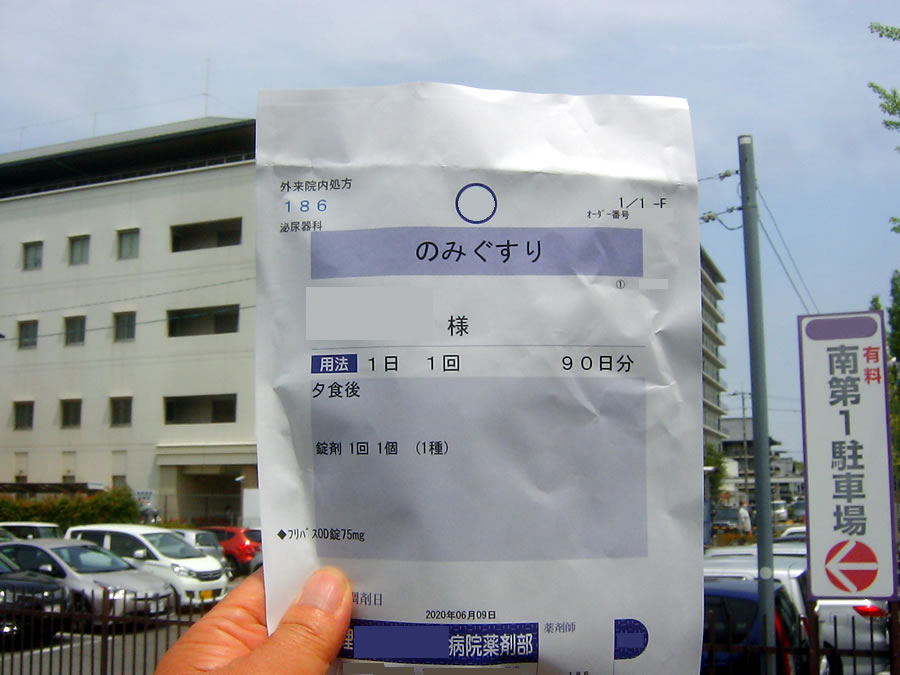 外来院内処方
186
泌尿器科
1/1 -F
ｵｰﾀﾞｰ番号
のみぐすり
①
様
用法 1日 1回 90日分
夕食後
錠剤 1回 1個 (1種)
◆ﾌﾘﾊﾞｽOD錠75mg
調剤日
2020年06月09日
薬剤師
病院薬剤部
186
有料
南第1駐車場